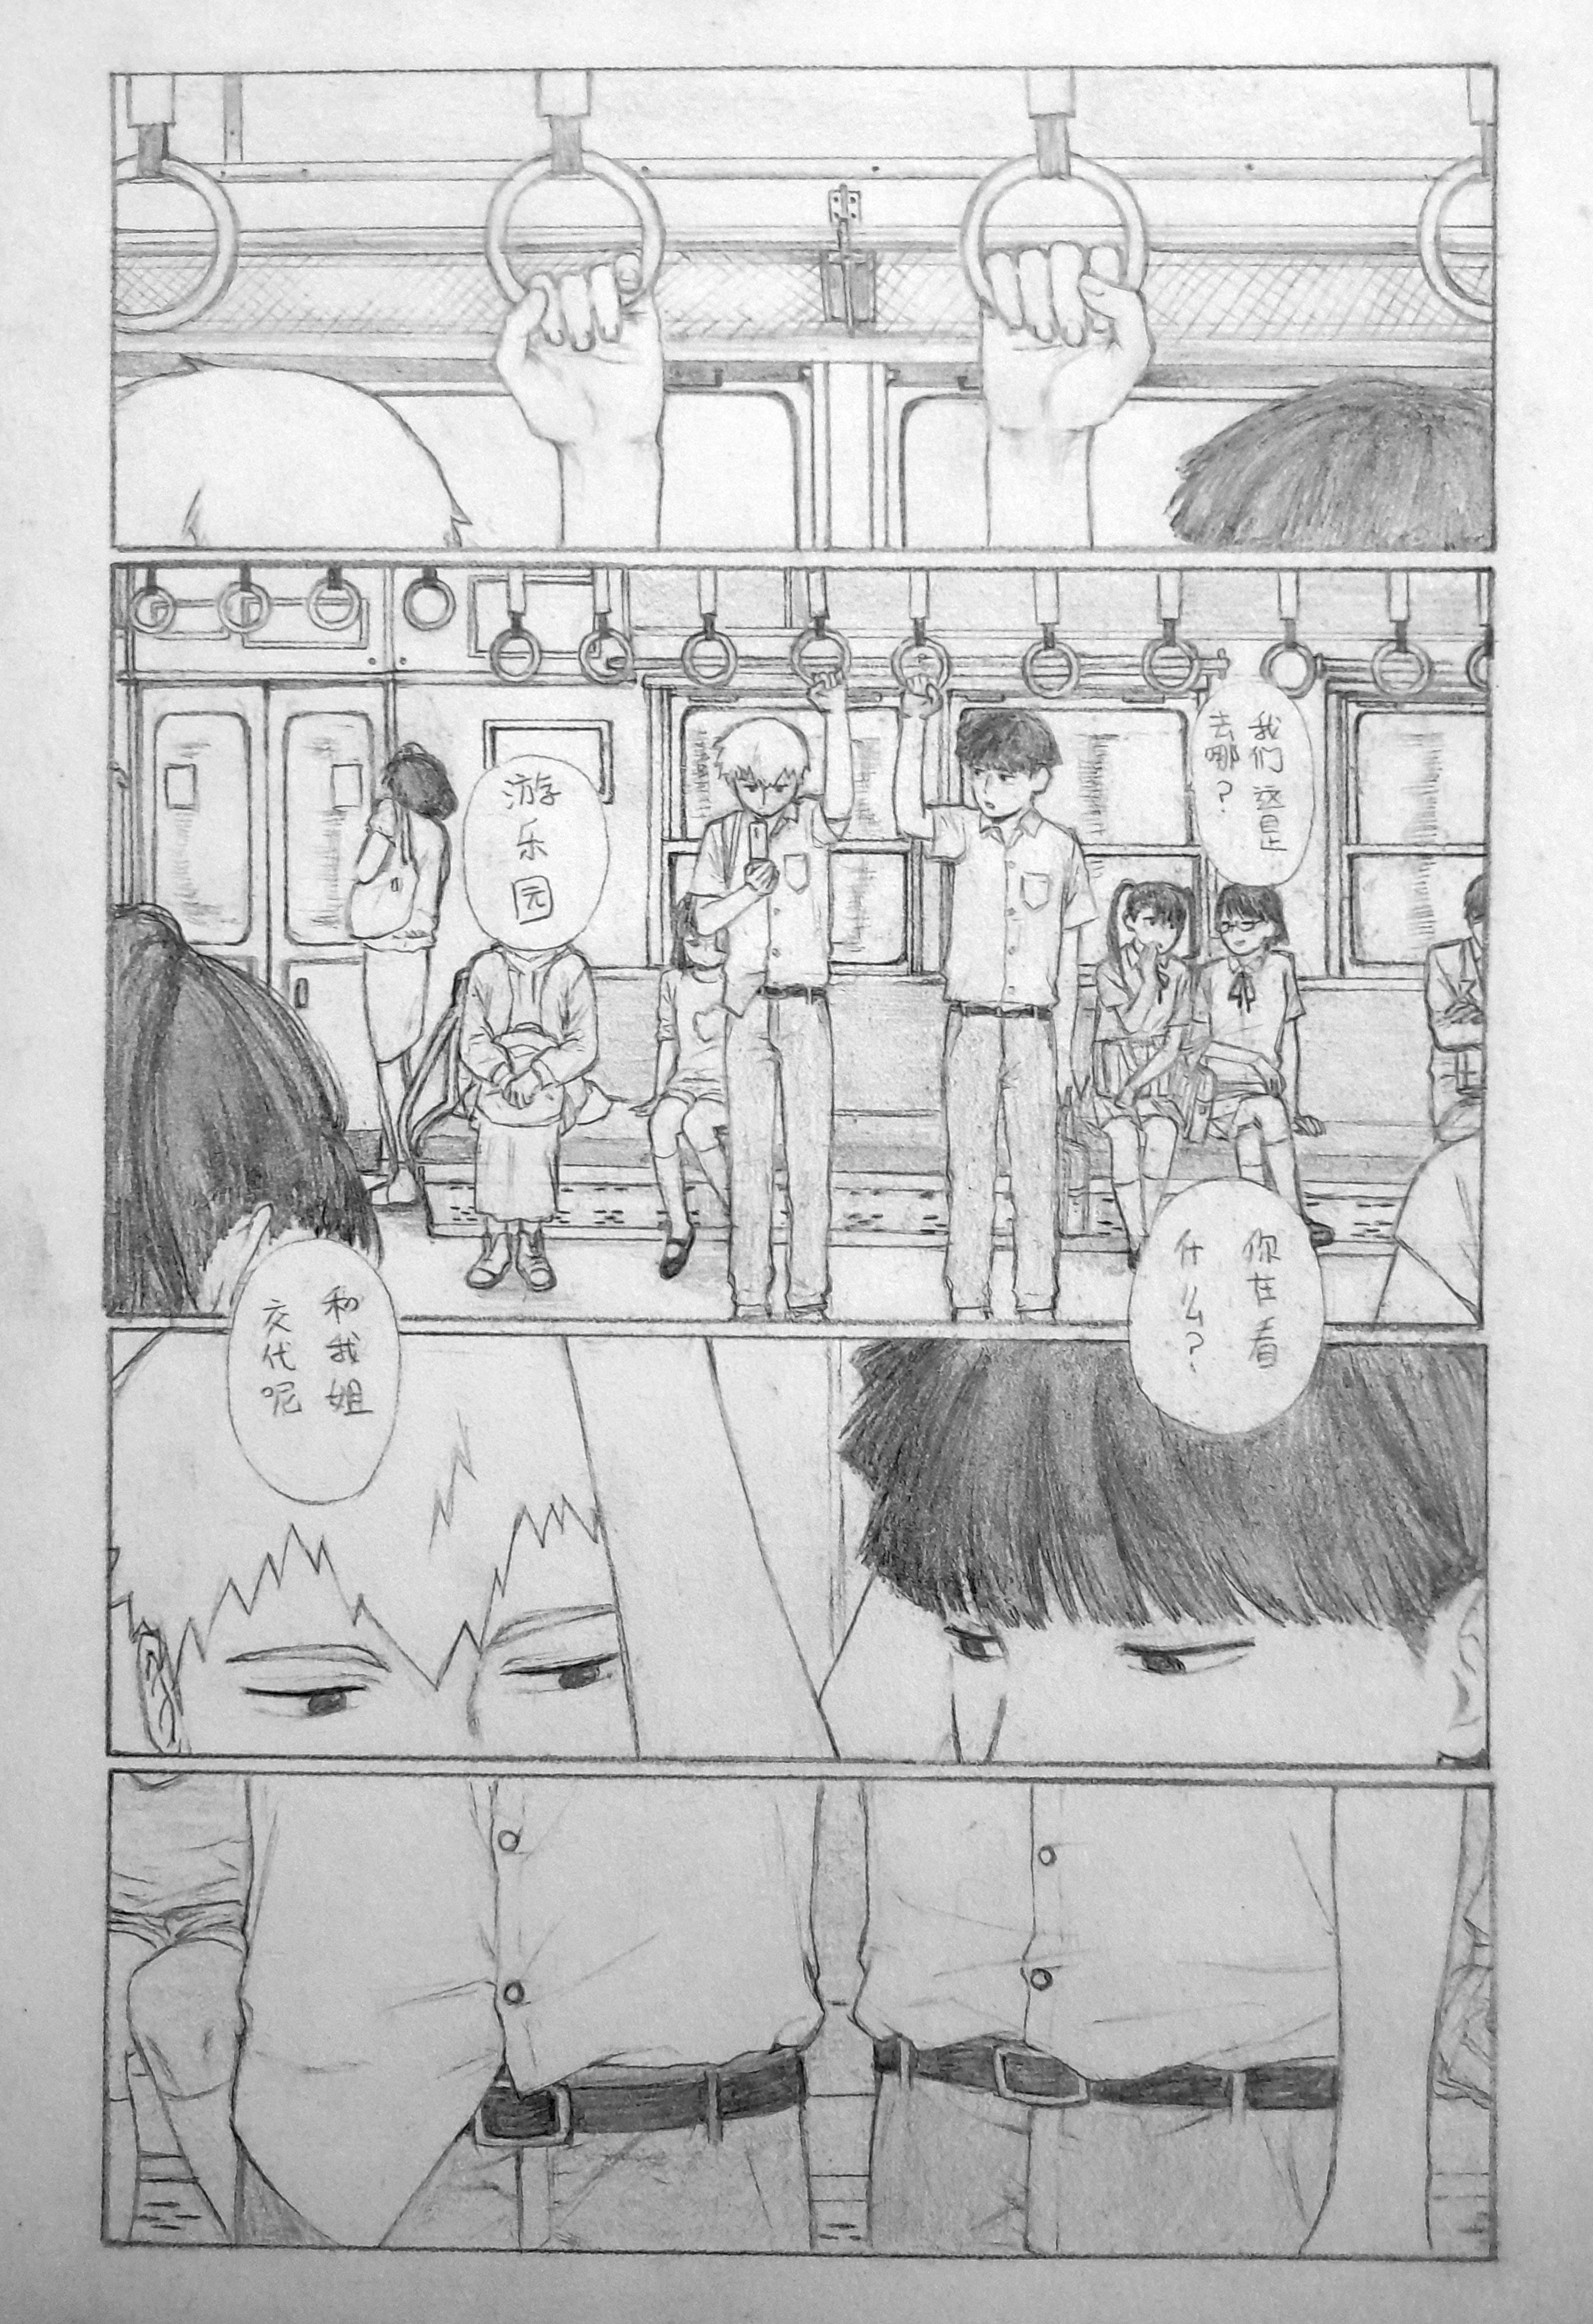 我们这是
去哪？
游乐园
你在看
什么？
和我姐
交代呢